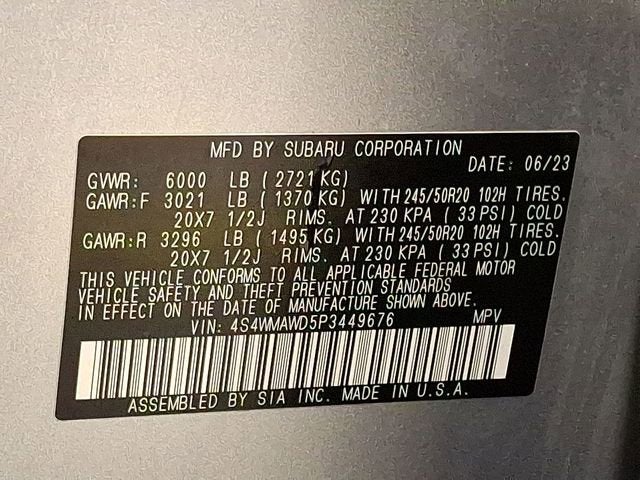 MFD BY SUBARU CORPORATION
DATE: 06/23
GVWR: 6000 LB ( 2721 KG)
GAWR:F 3021 LB ( 1370 KG) WITH 245/50R20 102H TIRES.
20X7 1/2J RIMS. AT 230 KPA ( 33 PSI) COLD
GAWR:R 3296 LB ( 1495 KG) WITH 245/50R20 102H TIRES.
20X7 1/2J RIMS. AT 230 KPA ( 33 PSI) COLD
THIS VEHICLE CONFORMS TO ALL APPLICABLE FEDERAL MOTOR
VEHICLE SAFETY AND THEFT PREVENTION STANDARDS
IN EFFECT ON THE DATE OF MANUFACTURE SHOWN ABOVE.
VIN: 4S4WMAWD5P3449676 MPV
ASSEMBLED BY SIA INC. MADE IN U.S.A.